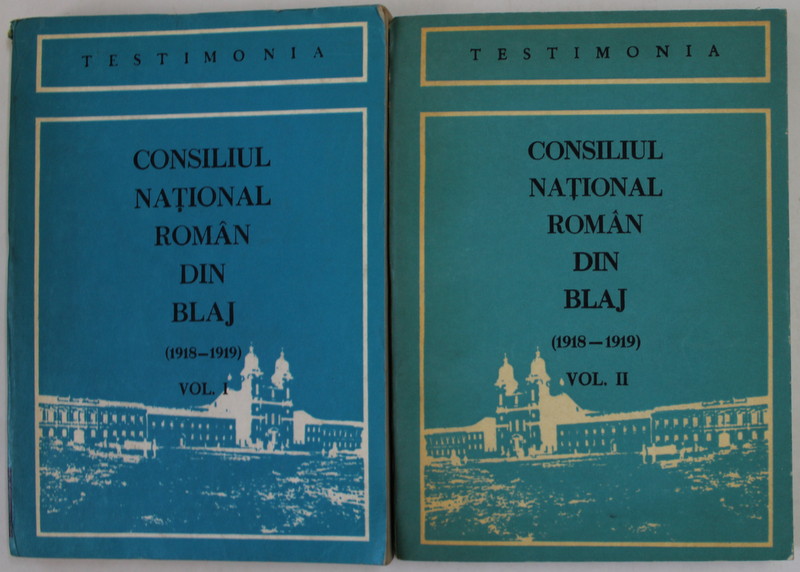 TESTIMONIA
CONSILIUL
NAȚIONAL
ROMÂN
DIN
BLAJ
(1918–1919)
VOL. I
TESTIMONIA
CONSILIUL
NAȚIONAL
ROMÂN
DIN
BLAJ
(1918–1919)
VOL. II